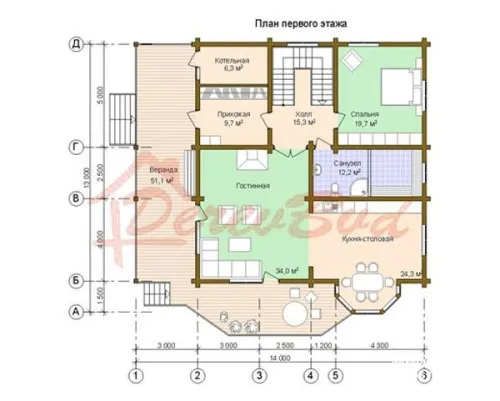 План первого этажа
Д
Котельная
6,3 м²
5 000
Прихожая
9,7 м²
Холл
15,3 м²
Спальня
19,7 м²
Г
13 000
2 500
Веранда
51,1 м²
Гостинная
Санузел
12,2 м²
DerevBud
В
4 000
Кухня-столовая
34,0 м²
24,3 м²
Б
1 500
А
3 000
3 000
2 500
1 200
4 300
14 000
1
2
3
4
5
6